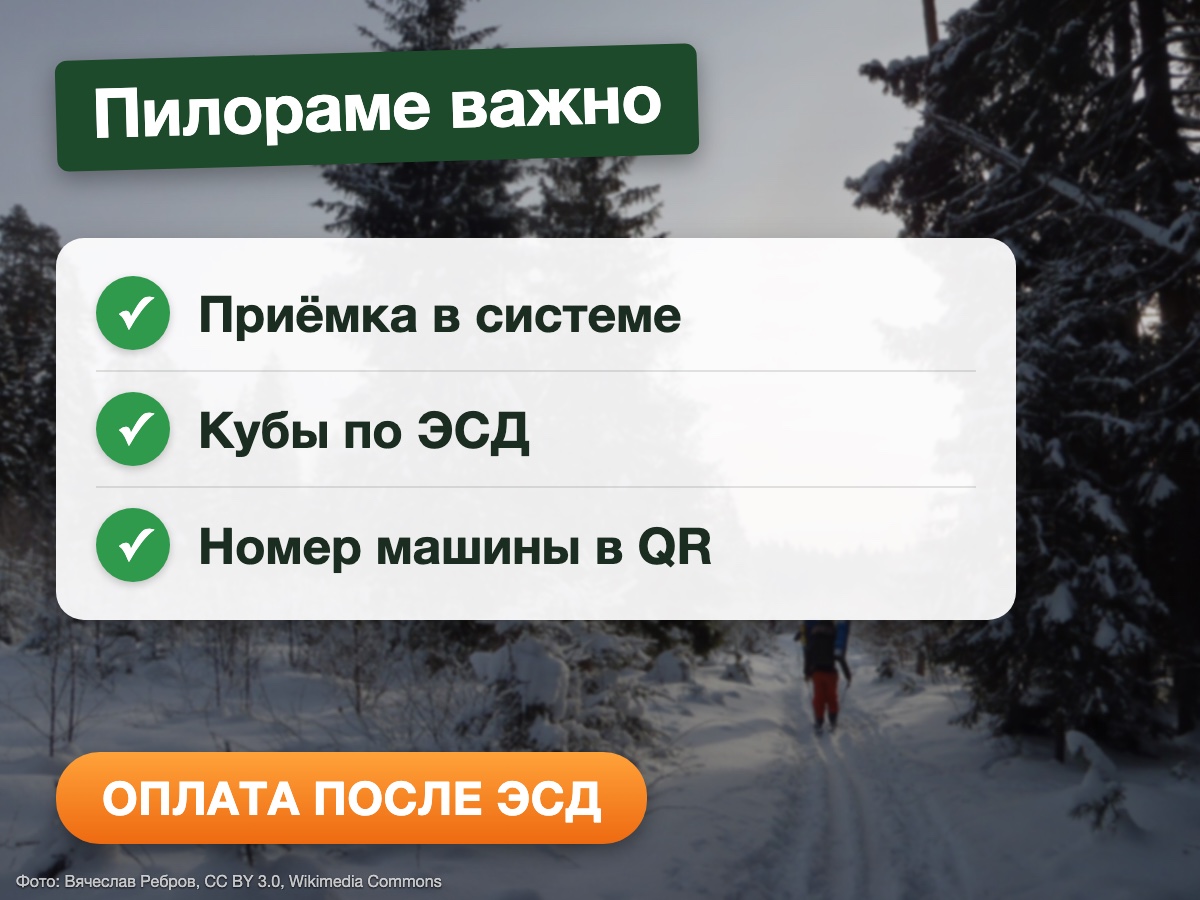 Пилораме важно
Приёмка в системе
Кубы по ЭСД
Номер машины в QR
ОПЛАТА ПОСЛЕ ЭСД
Фото: Вячеслав Ребров, CC BY 3.0, Wikimedia Commons